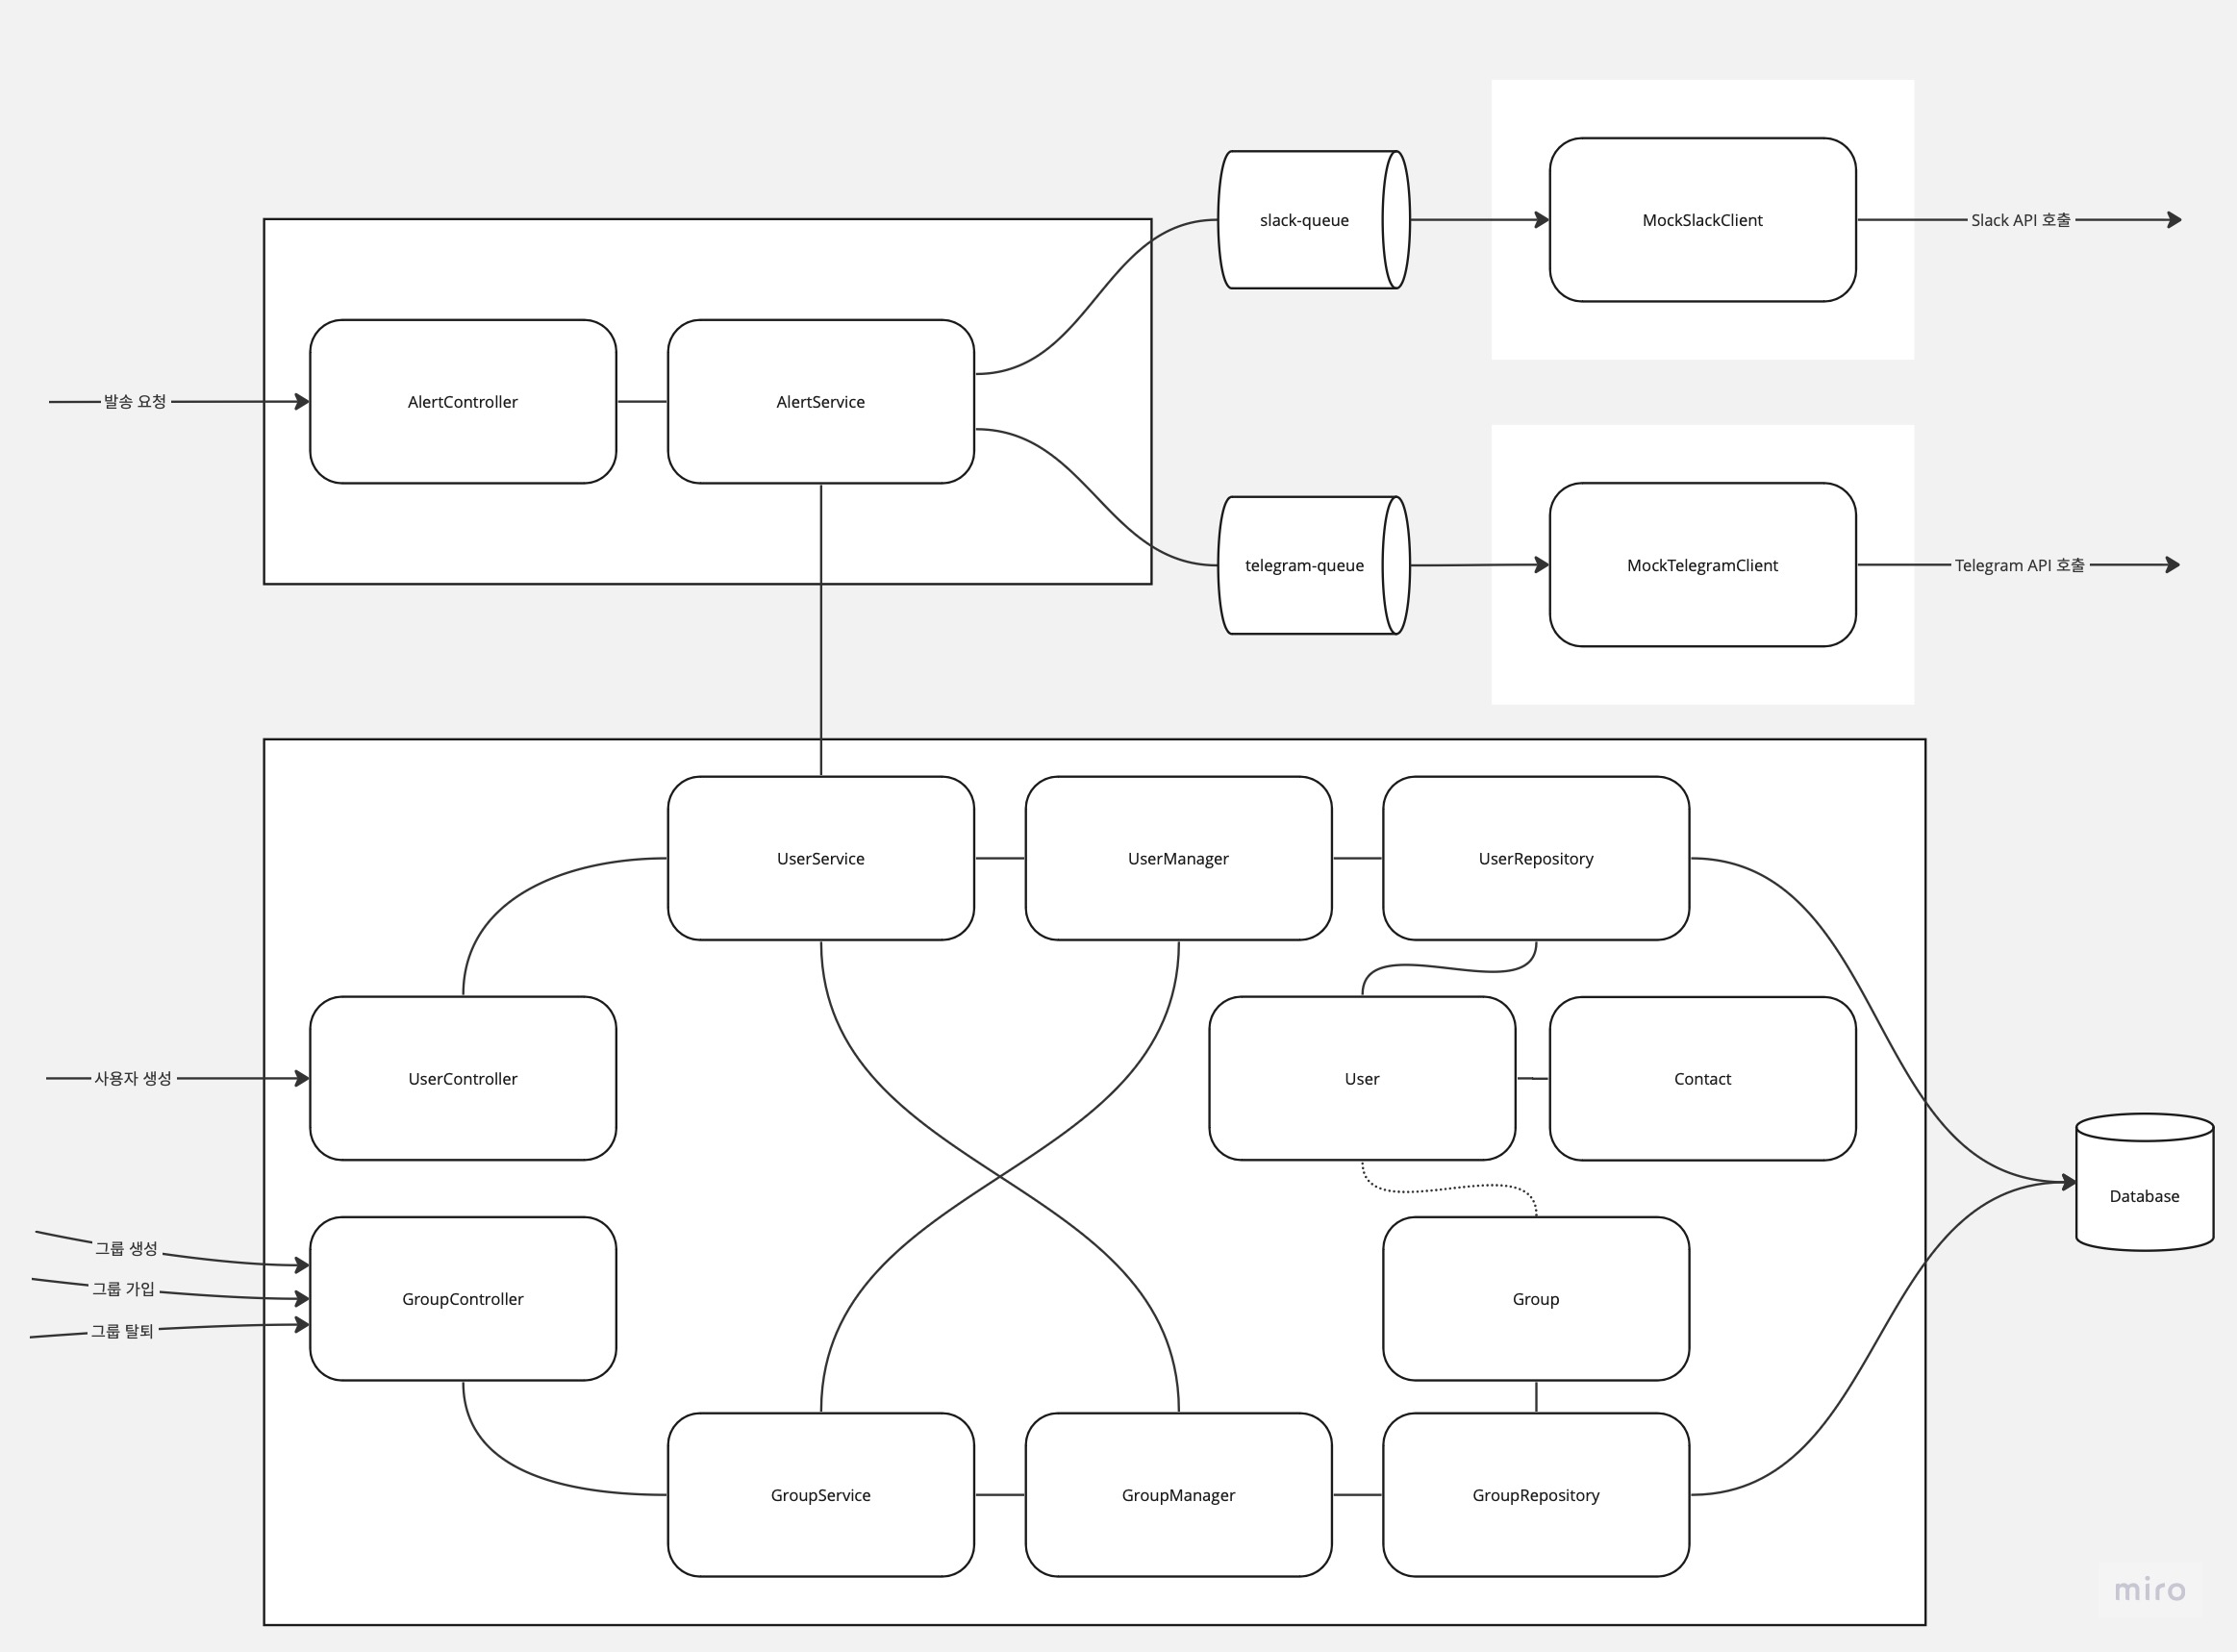 slack-queue
MockSlackClient
Slack API 호출
발송 요청
AlertController
AlertService
telegram-queue
MockTelegramClient
Telegram API 호출
UserService
UserManager
UserRepository
사용자 생성
UserController
User
Contact
Database
그룹 생성
그룹 가입
그룹 탈퇴
GroupController
Group
GroupService
GroupManager
GroupRepository
miro